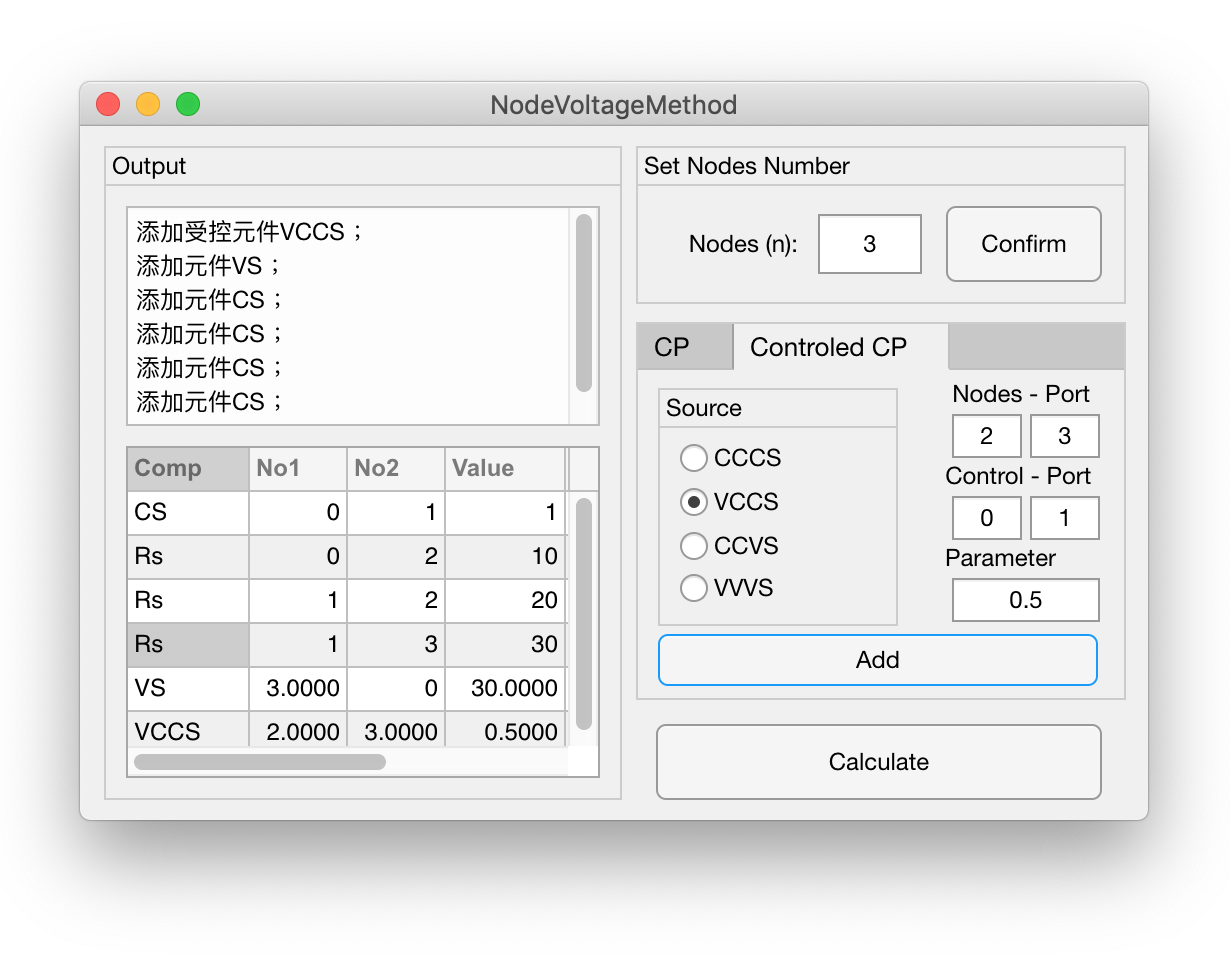 NodeVoltageMethod
Output
添加受控元件VCCS；
添加元件VS；
添加元件CS；
添加元件CS；
添加元件CS；
添加元件CS；
Comp No1 No2 Value
CS 0 1 1
Rs 0 2 10
Rs 1 2 20
Rs 1 3 30
VS 3.0000 0 30.0000
VCCS 2.0000 3.0000 0.5000
Set Nodes Number
Nodes (n): 3 Confirm
CP Controled CP
Source
CCCS
VCCS
CCVS
VVVS
Nodes - Port
2 3
Control - Port
0 1
Parameter
0.5
Add
Calculate